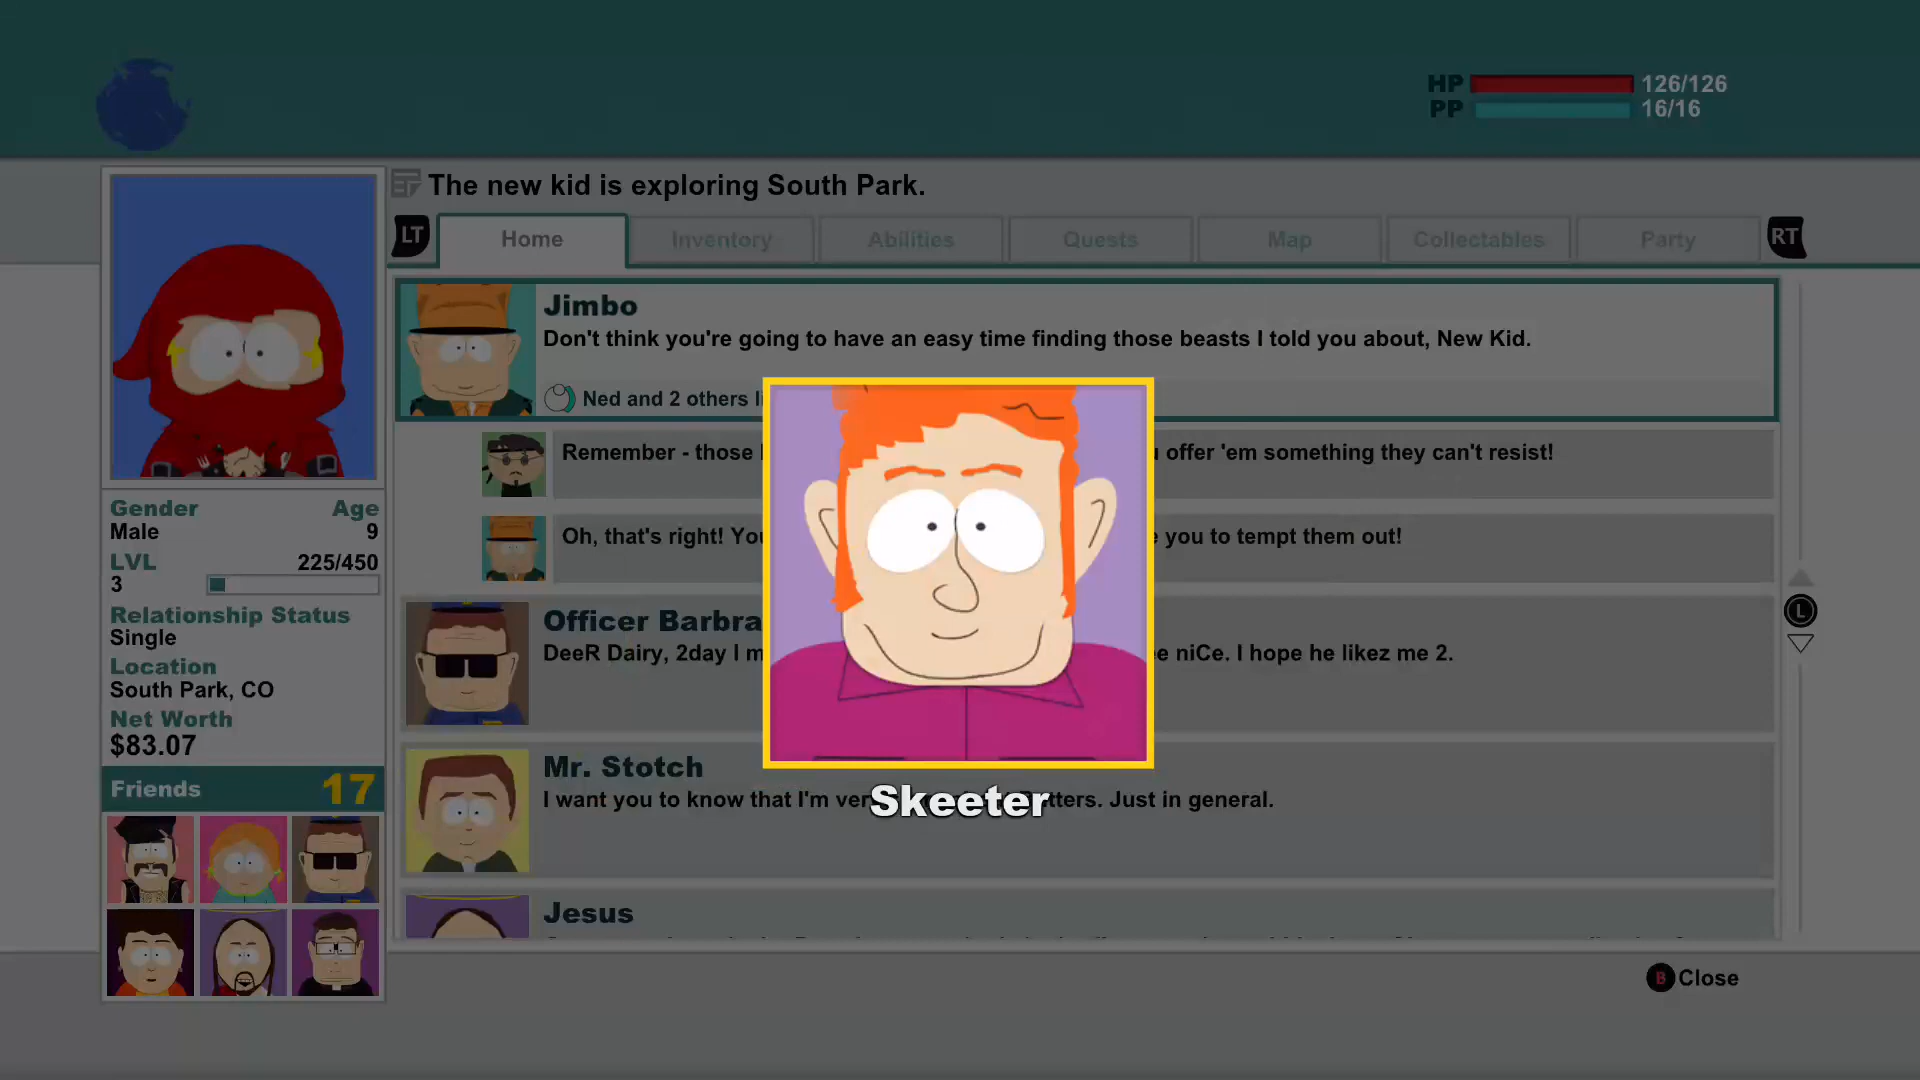 HP 126/126
PP 16/16
The new kid is exploring South Park.
LT Home Inventory Abilities Quests Map Collectables Party RT
Jimbo
Don't think you're going to have an easy time finding those beasts I told you about, New Kid.
Ned and 2 others
Remember - those offer 'em something they can't resist!
Oh, that's right! you to tempt them out!
Officer Barbra
DeeR Dairy, 2day I niCe. I hope he likez me 2.
Mr. Stotch
I want you to know that I'm Butters. Just in general.
Jesus
Skeeter
Gender Age
Male 9
LVL 225/450
3
Relationship Status
Single
Location
South Park, CO
Net Worth
$83.07
Friends 17
L
B Close